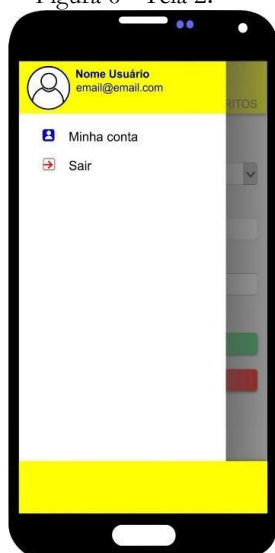 Figura 6 – Tela 2.
Nome Usuário
email@email.com
RITOS
Minha conta
Sair